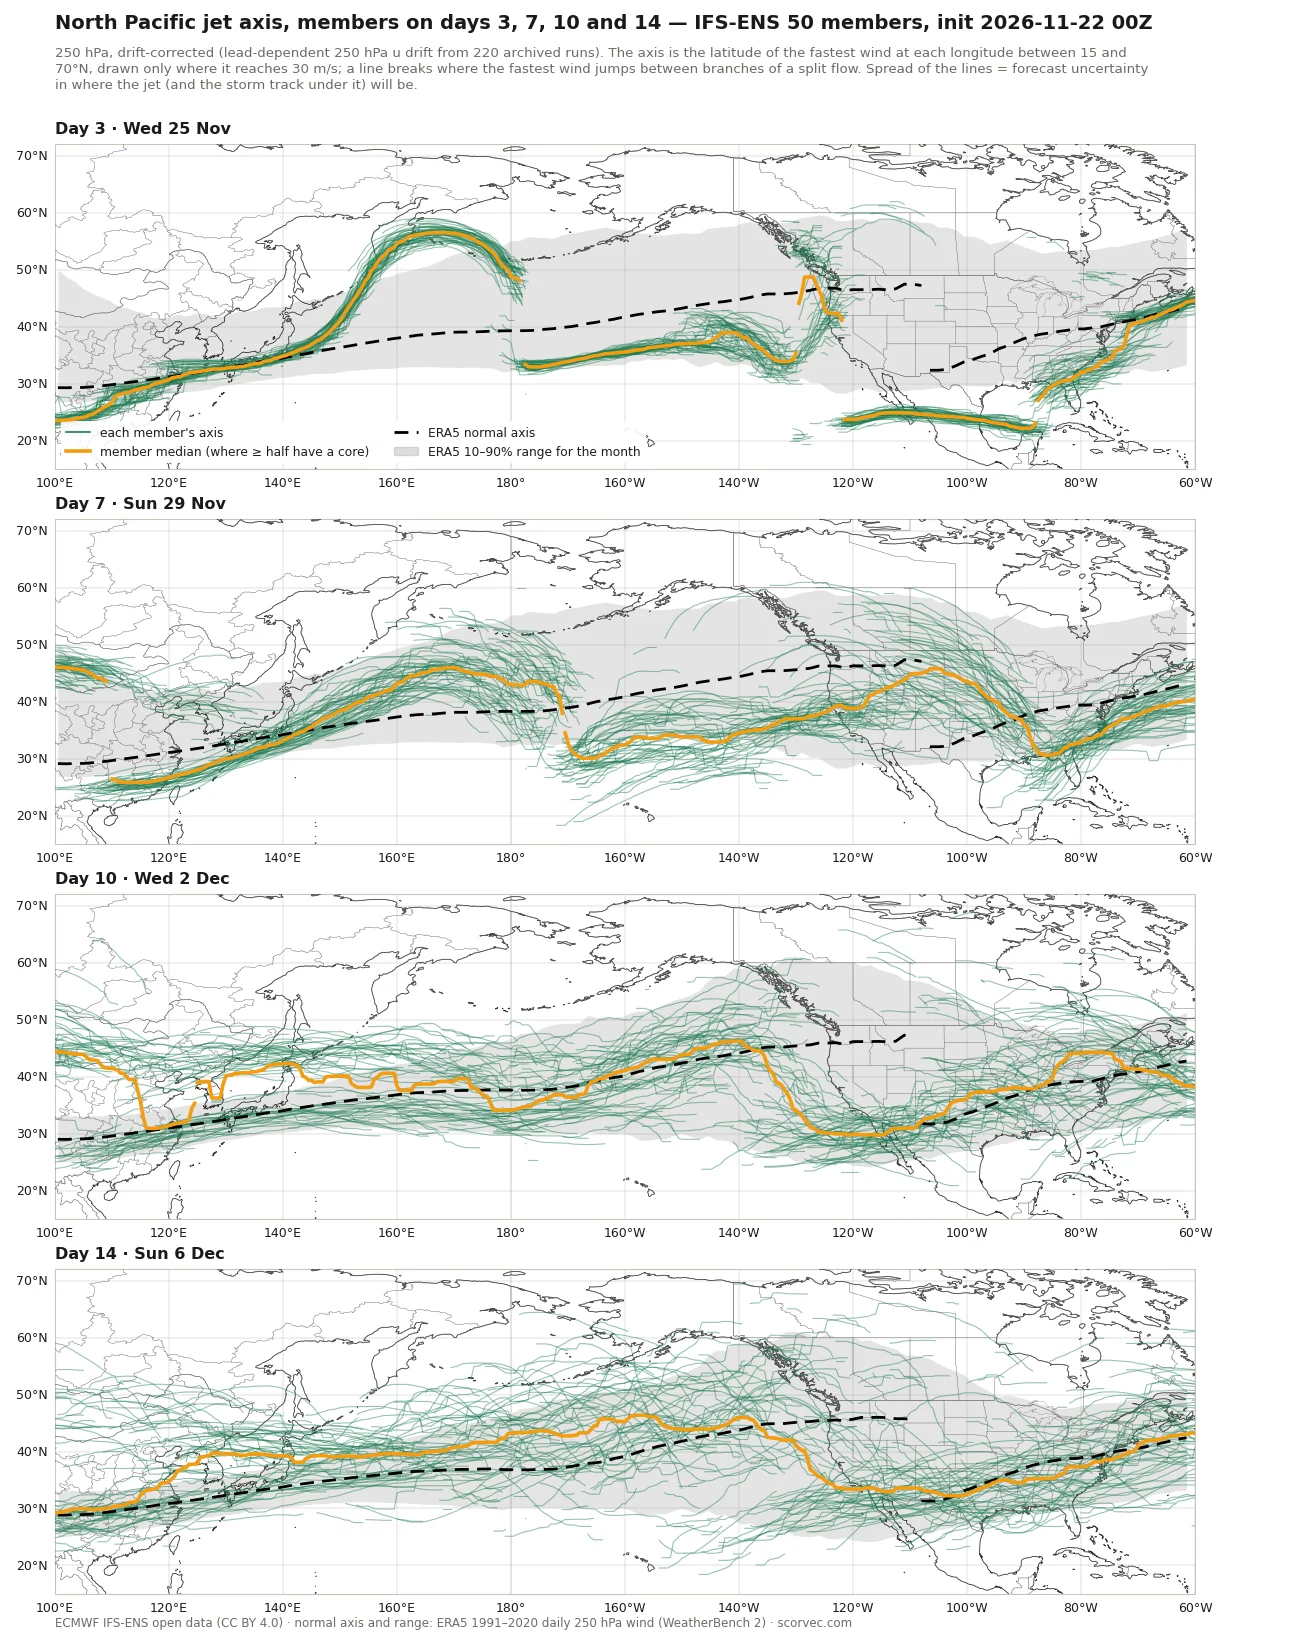 North Pacific jet axis, members on days 3, 7, 10 and 14 — IFS-ENS 50 members, init 2026-11-22 00Z
250 hPa, drift-corrected (lead-dependent 250 hPa u drift from 220 archived runs). The axis is the latitude of the fastest wind at each longitude between 15 and
70°N, drawn only where it reaches 30 m/s; a line breaks where the fastest wind jumps between branches of a split flow. Spread of the lines = forecast uncertainty
in where the jet (and the storm track under it) will be.
Day 3 · Wed 25 Nov
70°N
60°N
50°N
40°N
30°N
20°N
each member's axis
member median (where ≥ half have a core)
ERA5 normal axis
ERA5 10–90% range for the month
100°E 120°E 140°E 160°E 180° 160°W 140°W 120°W 100°W 80°W 60°W
Day 7 · Sun 29 Nov
70°N
60°N
50°N
40°N
30°N
20°N
100°E 120°E 140°E 160°E 180° 160°W 140°W 120°W 100°W 80°W 60°W
Day 10 · Wed 2 Dec
70°N
60°N
50°N
40°N
30°N
20°N
100°E 120°E 140°E 160°E 180° 160°W 140°W 120°W 100°W 80°W 60°W
Day 14 · Sun 6 Dec
70°N
60°N
50°N
40°N
30°N
20°N
100°E 120°E 140°E 160°E 180° 160°W 140°W 120°W 100°W 80°W 60°W
ECMWF IFS-ENS open data (CC BY 4.0) · normal axis and range: ERA5 1991–2020 daily 250 hPa wind (WeatherBench 2) · scorvec.com